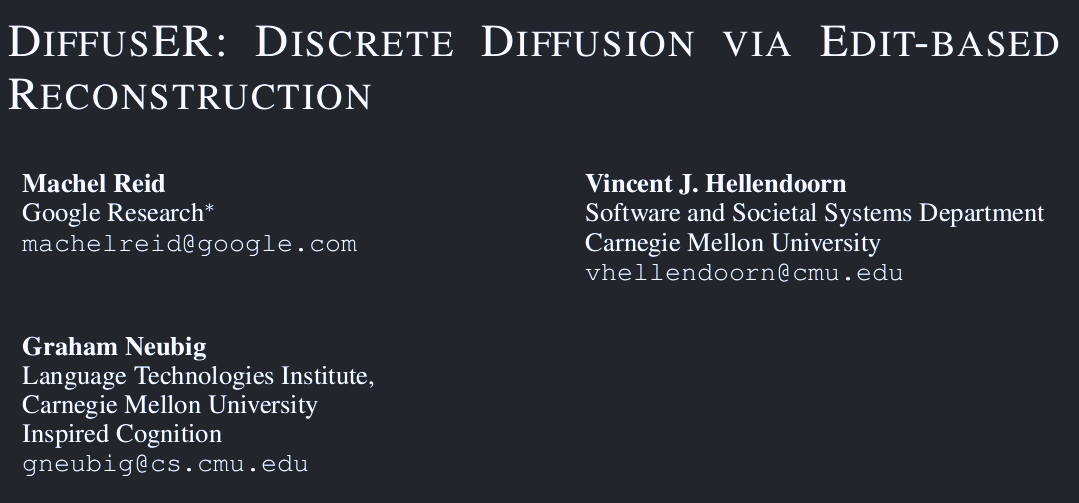 DIFFUSER: DISCRETE DIFFUSION VIA EDIT-BASED
RECONSTRUCTION
Machel Reid
Google Research*
machelreid@google.com
Vincent J. Hellendoorn
Software and Societal Systems Department
Carnegie Mellon University
vhellendoorn@cmu.edu
Graham Neubig
Language Technologies Institute,
Carnegie Mellon University
Inspired Cognition
gneubig@cs.cmu.edu